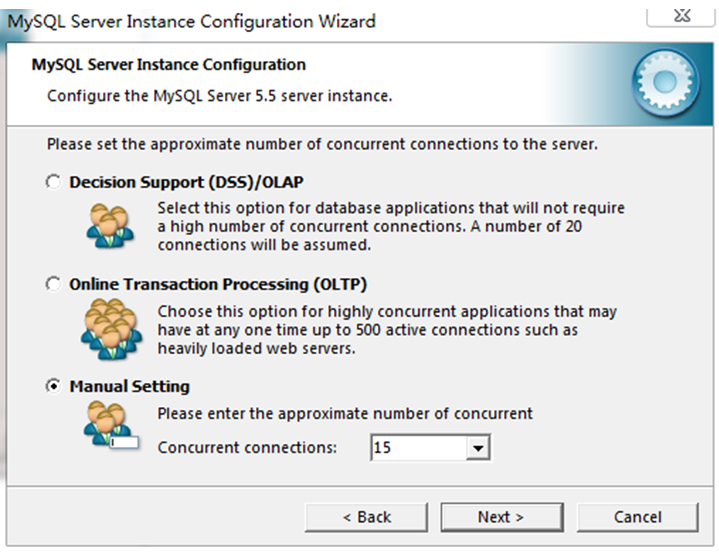 MySQL Server Instance Configuration Wizard
MySQL Server Instance Configuration
Configure the MySQL Server 5.5 server instance.
Please set the approximate number of concurrent connections to the server.
Decision Support (DSS)/OLAP
Select this option for database applications that will not require
a high number of concurrent connections. A number of 20
connections will be assumed.
Online Transaction Processing (OLTP)
Choose this option for highly concurrent applications that may
have at any one time up to 500 active connections such as
heavily loaded web servers.
Manual Setting
Please enter the approximate number of concurrent
Concurrent connections: 15
< Back Next > Cancel